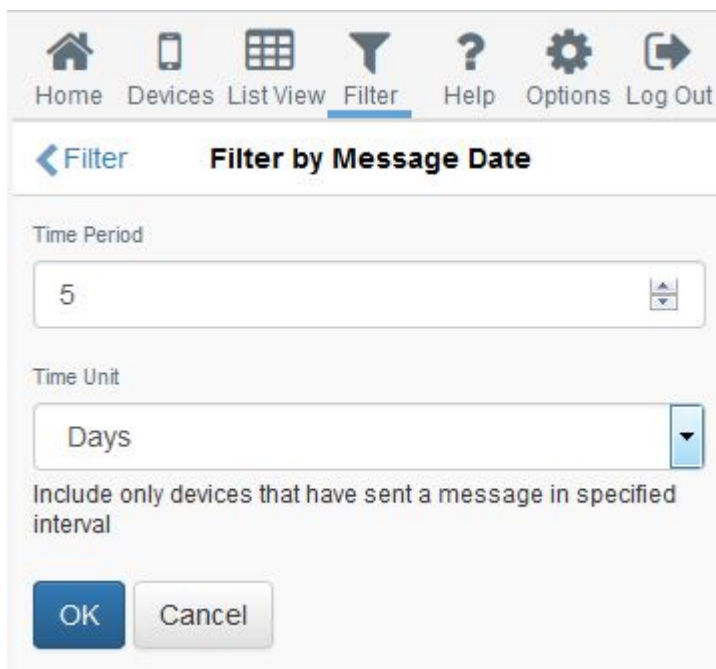 Home Devices List View Filter Help Options Log Out
Filter Filter by Message Date
Time Period
5
Time Unit
Days
Include only devices that have sent a message in specified
interval
OK Cancel